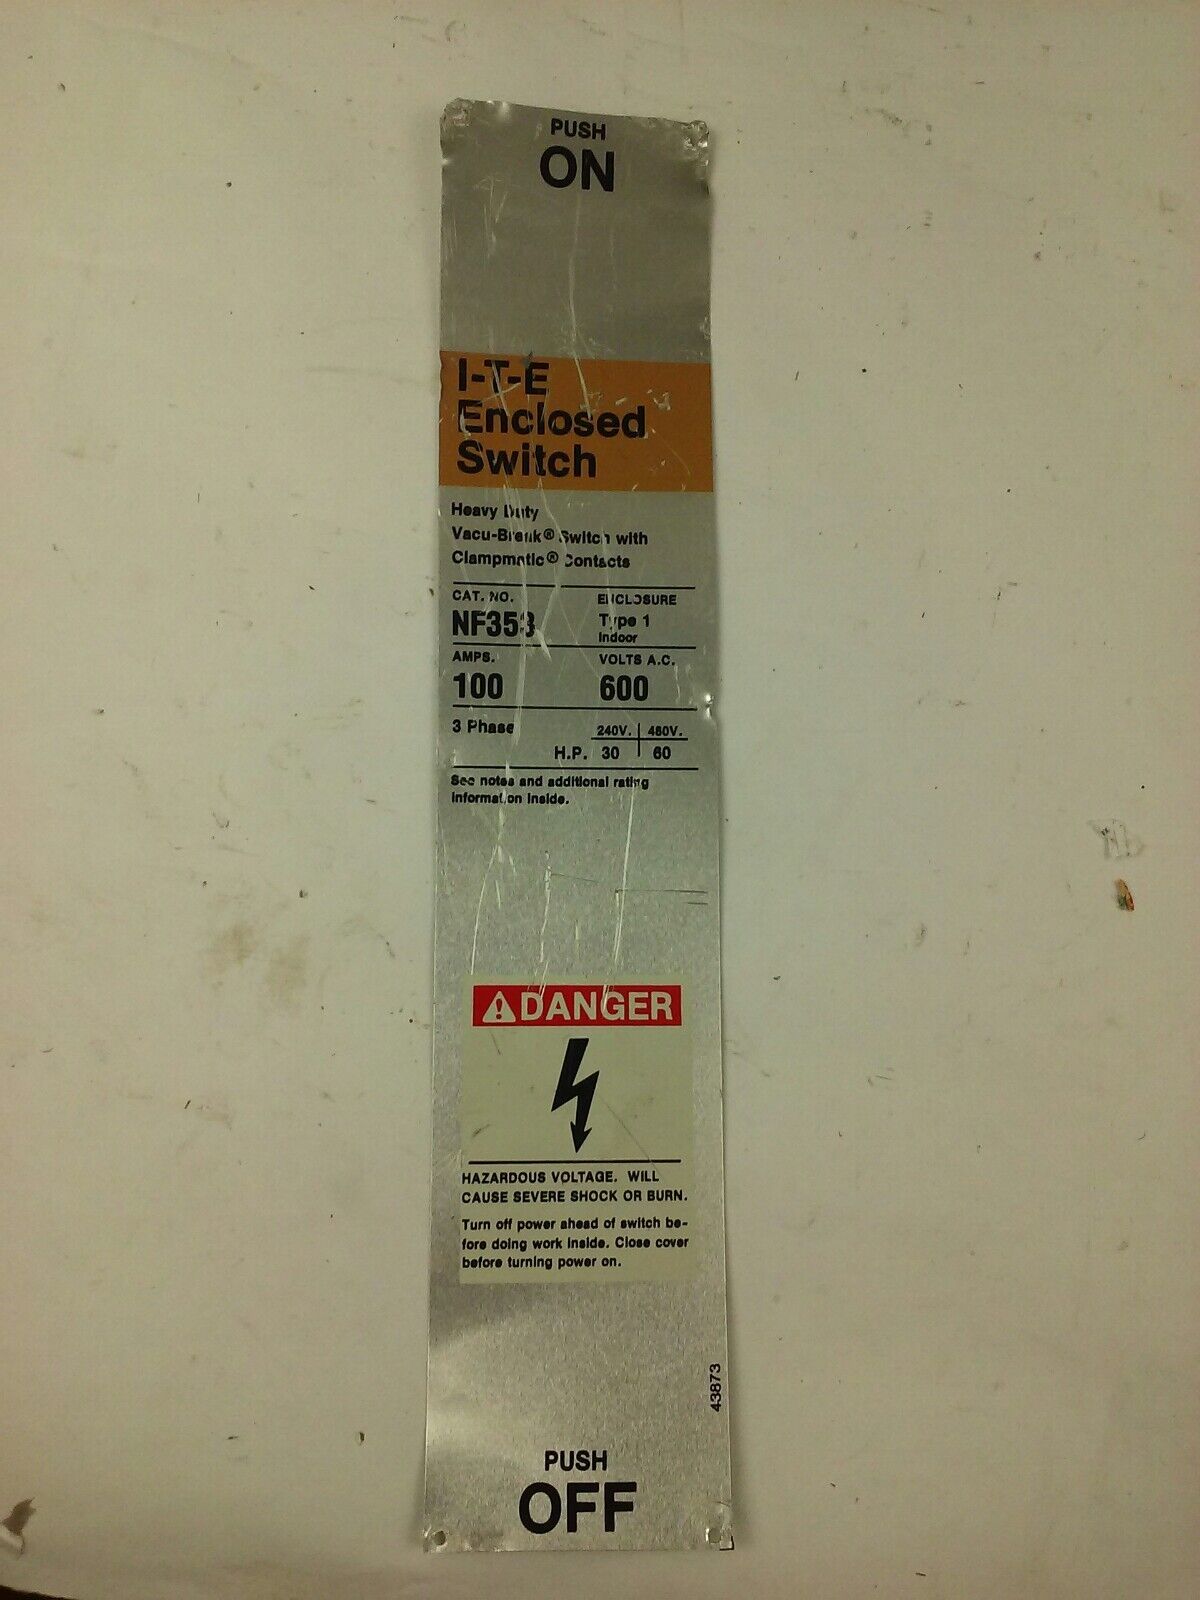 PUSH
ON
I-T-E
Enclosed
Switch
Heavy Duty
Vacu-Break® Switch with
Clampmatic® Contacts
CAT. NO. ENCLOSURE
NF353 Type 1
Indoor
AMPS. VOLTS A.C.
100 600
3 Phase 240V. 480V.
H.P. 30 60
See notes and additional rating
information inside.
DANGER
HAZARDOUS VOLTAGE. WILL
CAUSE SEVERE SHOCK OR BURN.
Turn off power ahead of switch be-
fore doing work inside. Close cover
before turning power on.
43873
PUSH
OFF